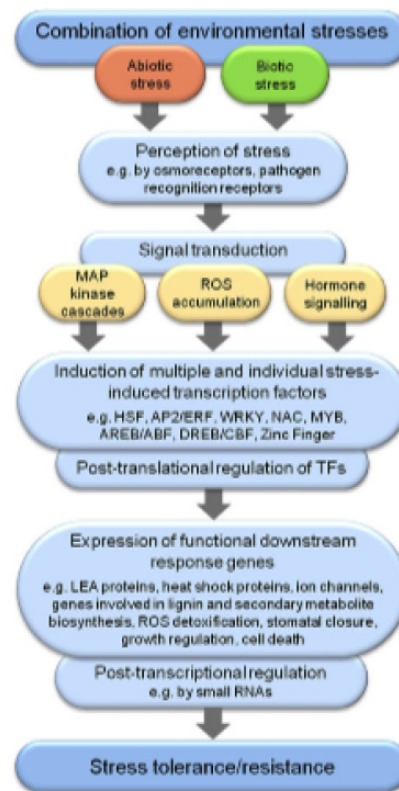 Combination of environmental stresses
Abiotic
stress
Biotic
stress
Perception of stress
e.g. by osmoreceptors, pathogen
recognition receptors
Signal transduction
MAP
kinase
cascades
ROS
accumulation
Hormone
signalling
Induction of multiple and individual stress-
induced transcription factors
e.g. HSF, AP2/ERF, WRKY, NAC, MYB,
AREB/ABF, DREB/CBF, Zinc Finger
Post-translational regulation of TFs
Expression of functional downstream
response genes
e.g. LEA proteins, heat shock proteins, ion channels,
genes involved in lignin and secondary metabolite
biosynthesis, ROS detoxification, stomatal closure,
growth regulation, cell death
Post-transcriptional regulation
e.g. by small RNAs
Stress tolerance/resistance